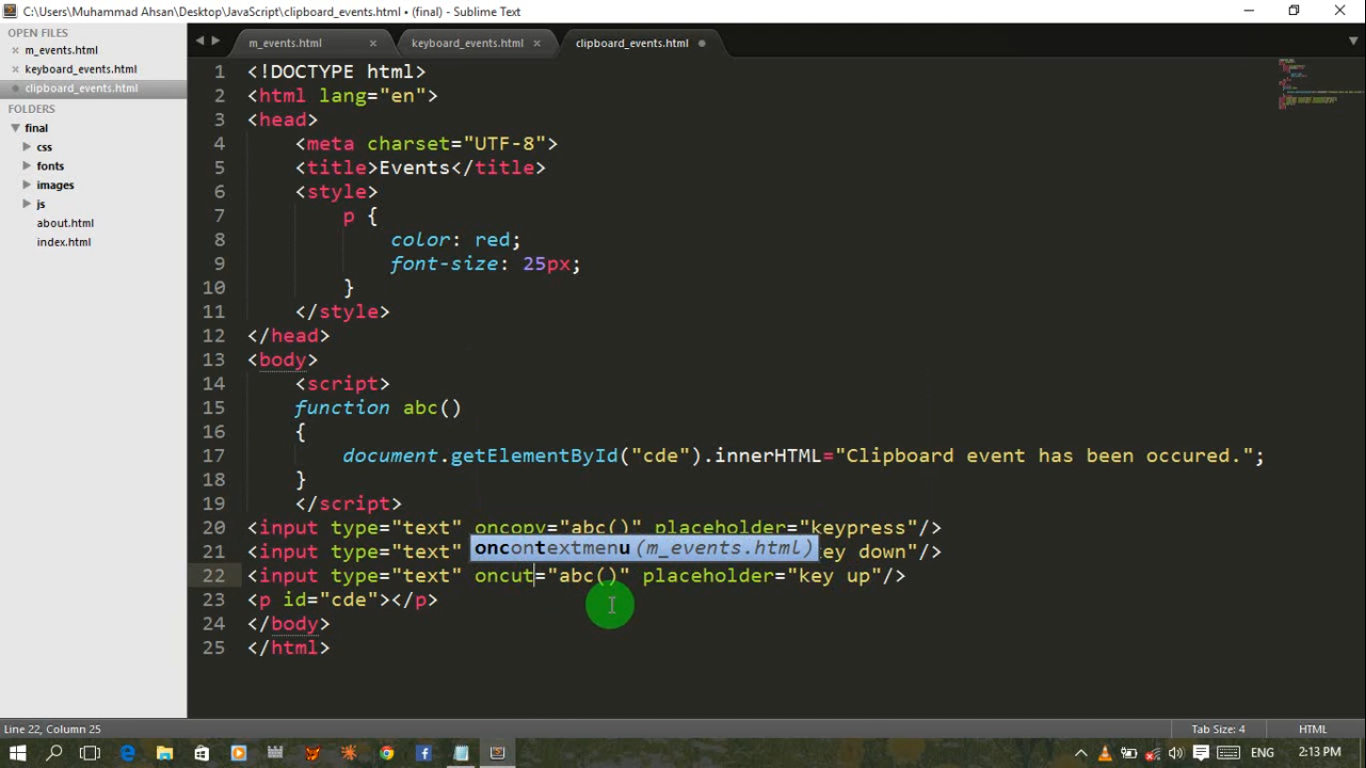 C:\Users\Muhammad Ahsan\Desktop\JavaScript\clipboard_events.html • (final) - Sublime Text
OPEN FILES
m_events.html
keyboard_events.html
clipboard_events.html
FOLDERS
final
css
fonts
images
js
about.html
index.html
m_events.html
keyboard_events.html
clipboard_events.html
1 <!DOCTYPE html>
2 <html lang="en">
3 <head>
4 <meta charset="UTF-8">
5 <title>Events</title>
6 <style>
7 p {
8 color: red;
9 font-size: 25px;
10 }
11 </style>
12 </head>
13 <body>
14 <script>
15 function abc()
16 {
17 document.getElementById("cde").innerHTML="Clipboard event has been occured.";
18 }
19 </script>
20 <input type="text" oncopy="abc()" placeholder="keypress"/>
oncontextmenu (m_events.html)
21 <input type="text" ey down"/>
22 <input type="text" oncut="abc()" placeholder="key up"/>
23 <p id="cde"></p>
24 </body>
25 </html>
Line 22, Column 25
Tab Size: 4
HTML
ENG
2:13 PM